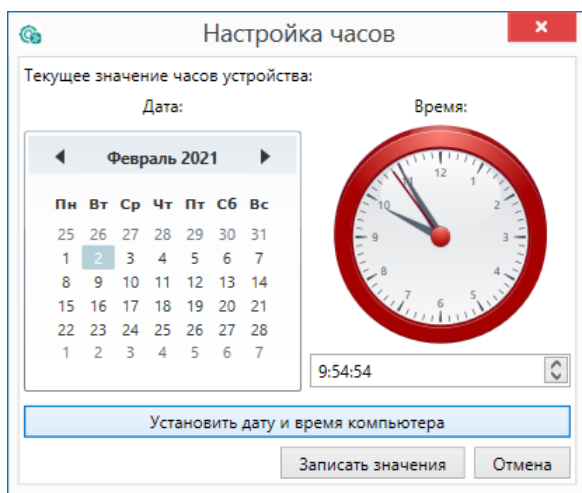 Настройка часов
Текущее значение часов устройства:
Дата: Время:
Февраль 2021
Пн Вт Ср Чт Пт Сб Вс
25 26 27 28 29 30 31
1 2 3 4 5 6 7
8 9 10 11 12 13 14
15 16 17 18 19 20 21
22 23 24 25 26 27 28
1 2 3 4 5 6 7
12
11 1
10 2
9 3
8 4
7 5
6
9:54:54
Установить дату и время компьютера
Записать значения Отмена